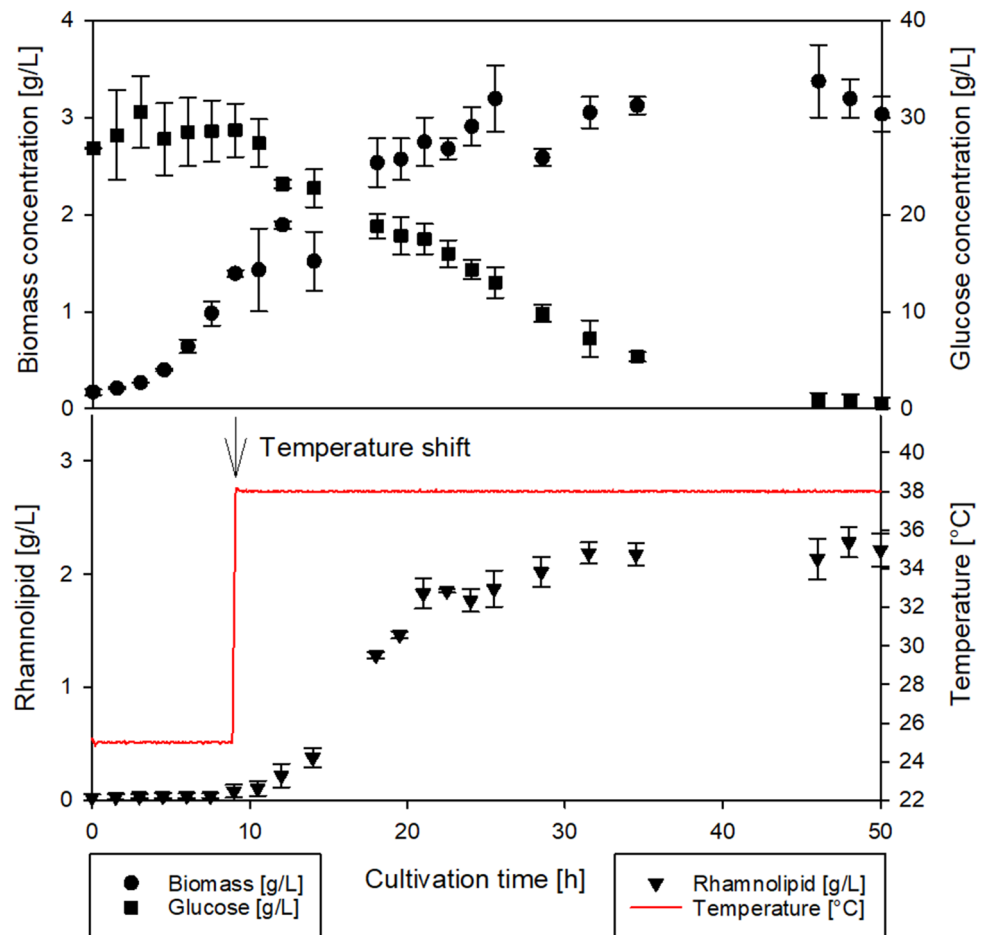 4
3
2
1
0
Biomass concentration [g/L]
40
30
20
10
0
Glucose concentration [g/L]
Temperature shift
3
2
1
0
Rhamnolipid [g/L]
40
38
36
34
32
30
28
26
24
22
Temperature [°C]
0 10 20 30 40 50
Cultivation time [h]
Biomass [g/L]
Glucose [g/L]
Rhamnolipid [g/L]
Temperature [°C]